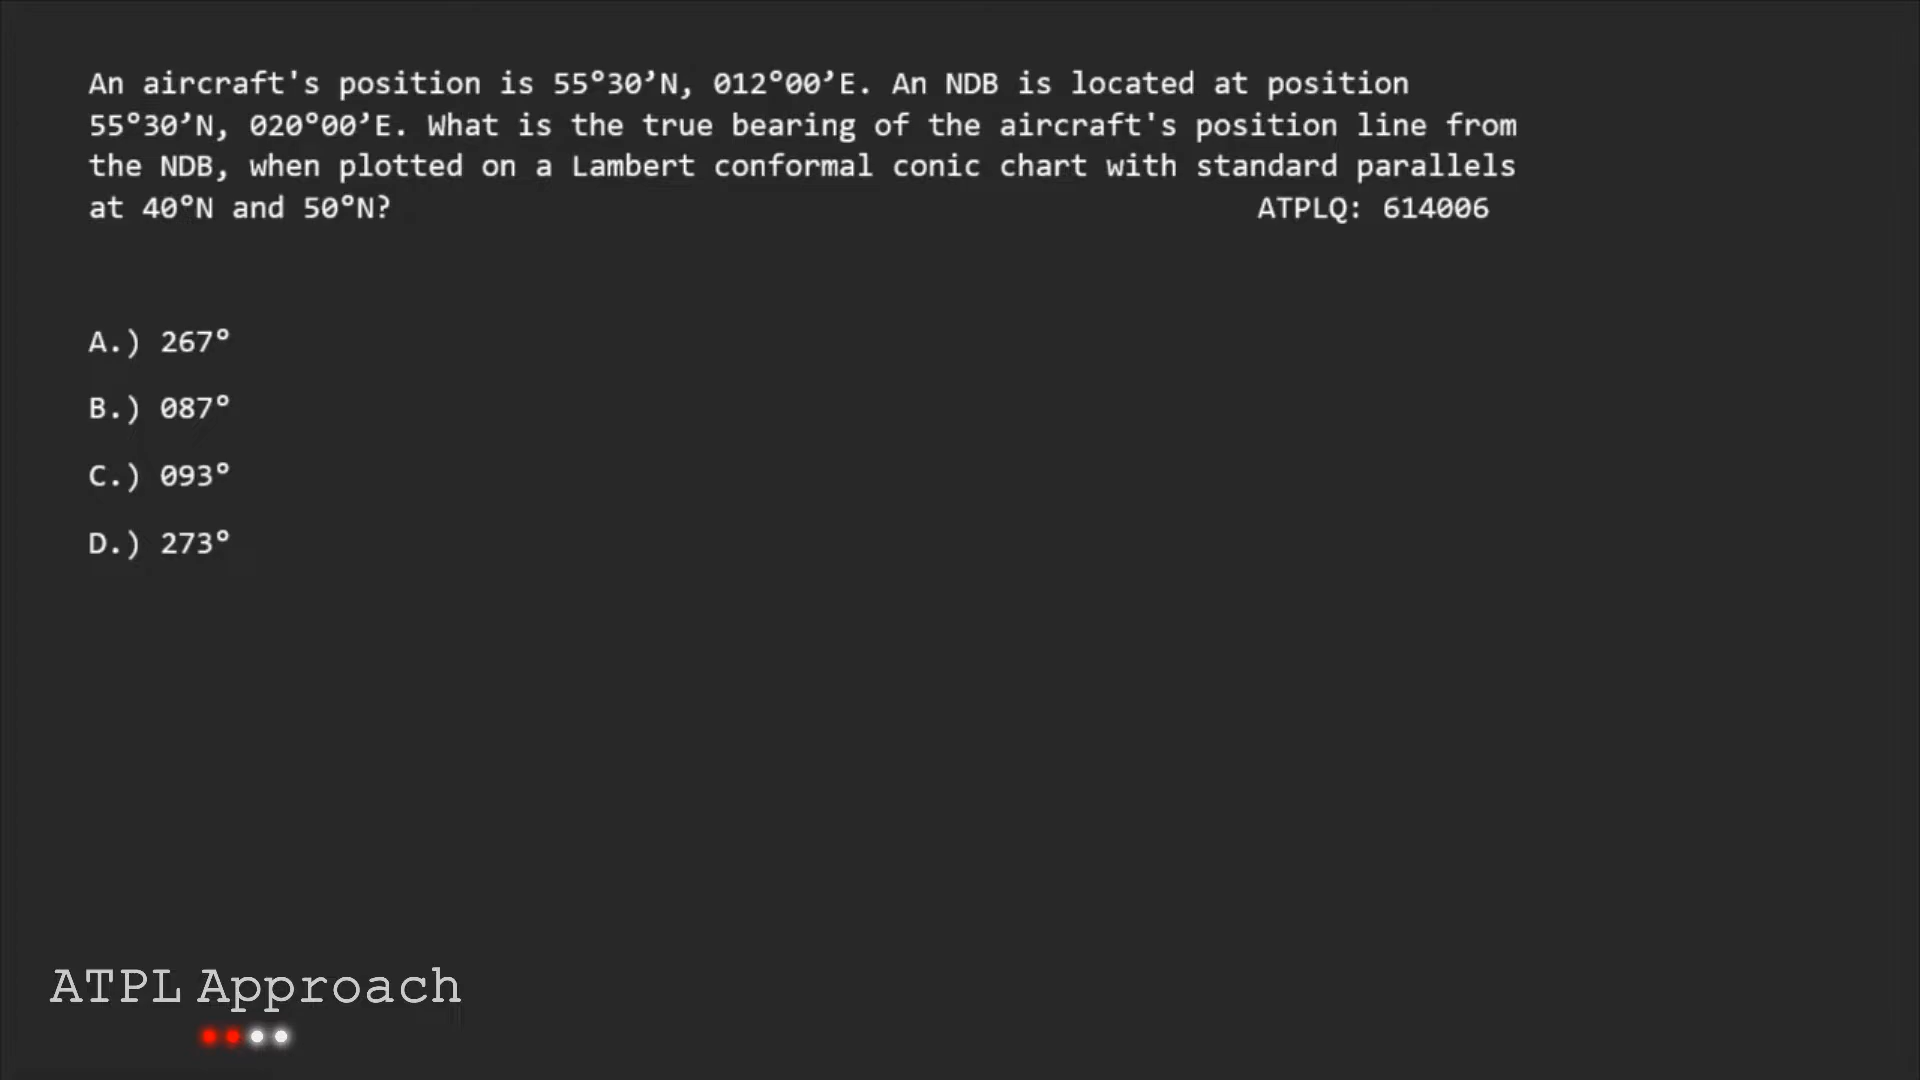 An aircraft's position is 55°30’N, 012°00’E. An NDB is located at position
55°30’N, 020°00’E. What is the true bearing of the aircraft's position line from
the NDB, when plotted on a Lambert conformal conic chart with standard parallels
at 40°N and 50°N? ATPLQ: 614006
A.) 267°
B.) 087°
C.) 093°
D.) 273°
ATPL Approach